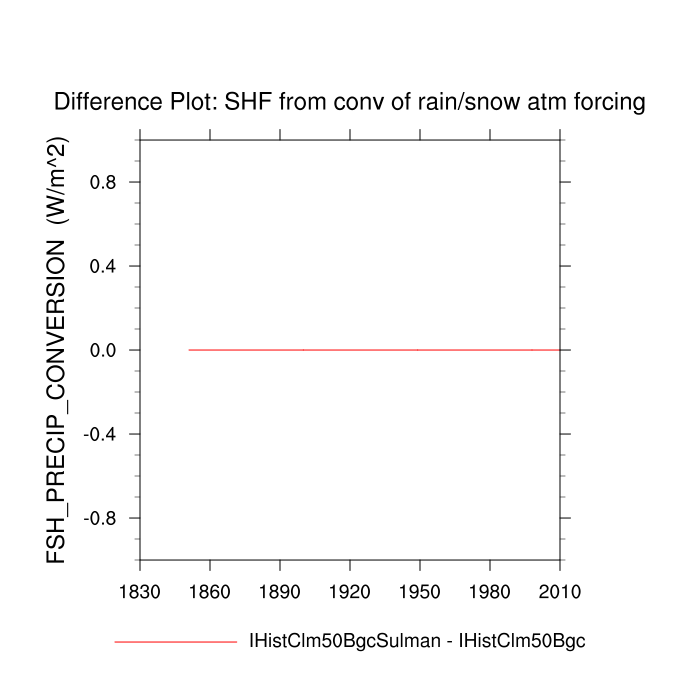 Difference Plot: SHF from conv of rain/snow atm forcing
FSH_PRECIP_CONVERSION (W/m^2)
0.8
0.4
0.0
-0.4
-0.8
1830 1860 1890 1920 1950 1980 2010
IHistClm50BgcSulman - IHistClm50Bgc